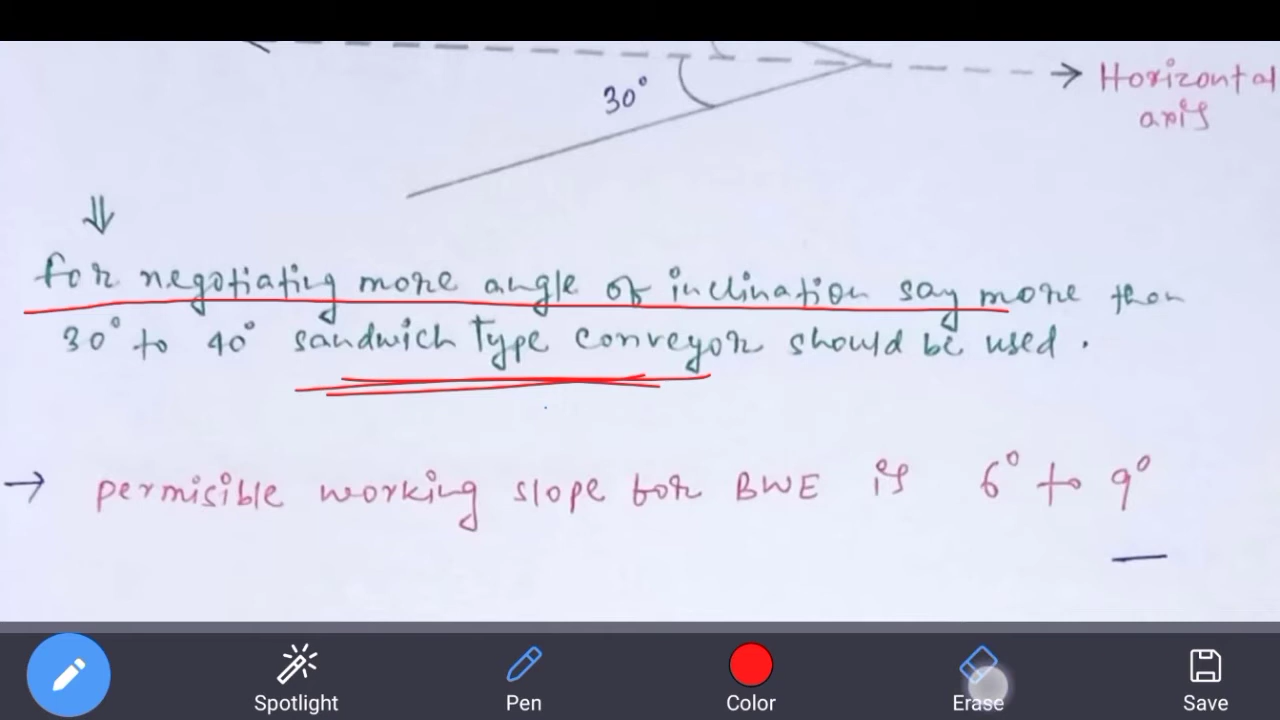 30°
Horizontal
axis
for negotiating more angle of inclination say more than
30° to 40° sandwich Type conveyor should be used .
→ permisible working slope for BWE is 6° to 9°
Spotlight
Pen
Color
Erase
Save